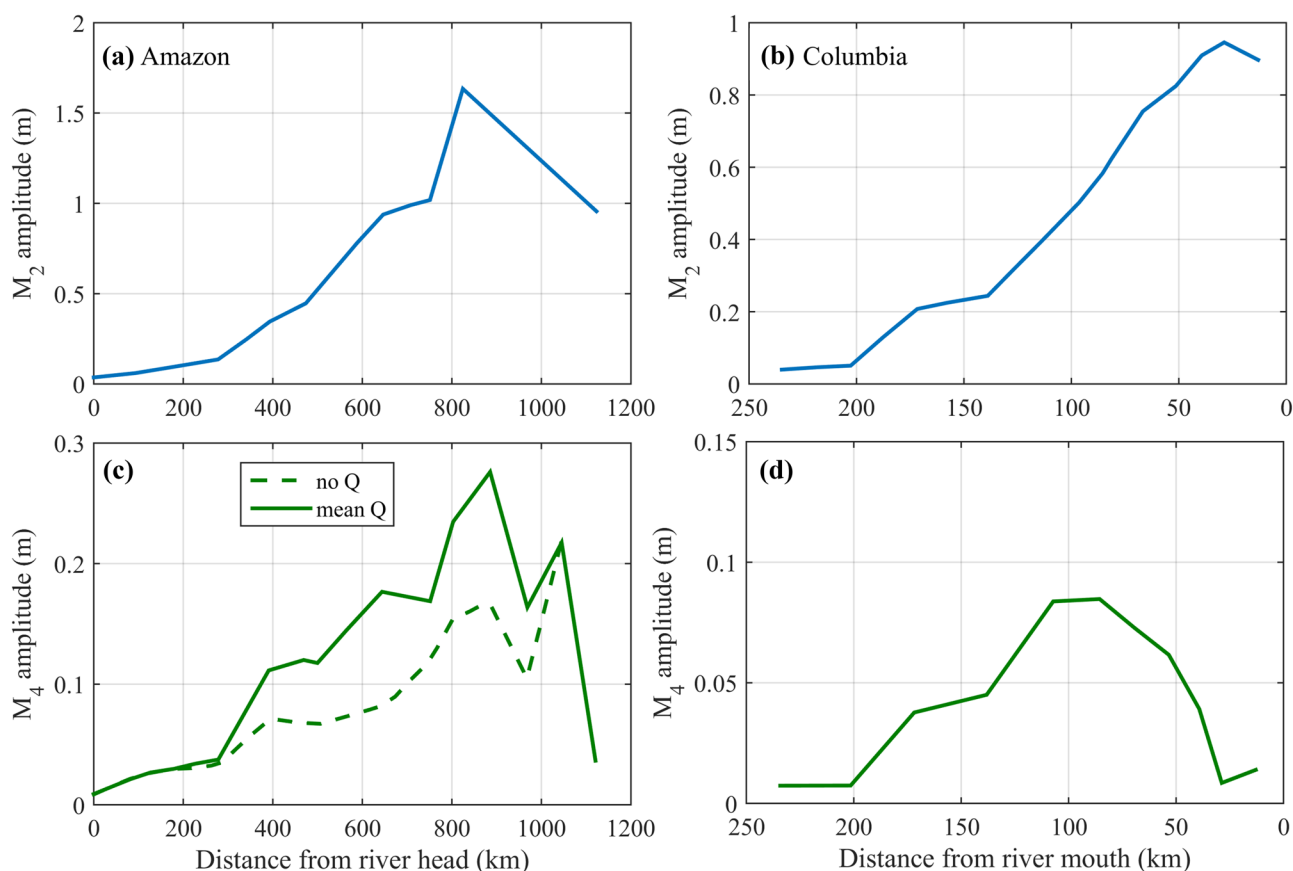 (a) Amazon
M2 amplitude (m)
2
1.5
1
0.5
0
0 200 400 600 800 1000 1200
(b) Columbia
M2 amplitude (m)
1
0.8
0.6
0.4
0.2
0
250 200 150 100 50 0
(c)
no Q
mean Q
M4 amplitude (m)
0.3
0.2
0.1
0
0 200 400 600 800 1000 1200
Distance from river head (km)
(d)
M4 amplitude (m)
0.15
0.1
0.05
0
250 200 150 100 50 0
Distance from river mouth (km)